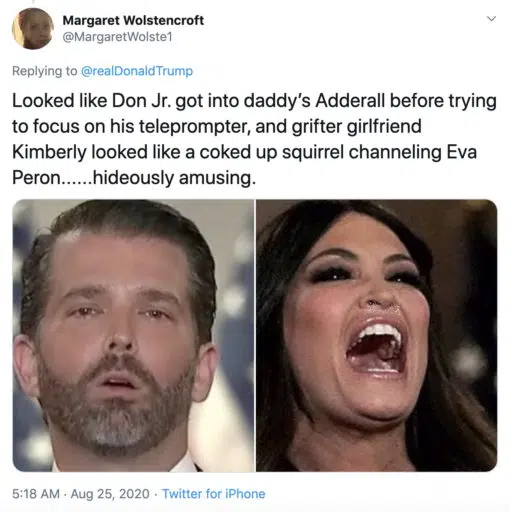 Margaret Wolstencroft
@MargaretWolste1
Replying to @realDonaldTrump
Looked like Don Jr. got into daddy’s Adderall before trying
to focus on his teleprompter, and grifter girlfriend
Kimberly looked like a coked up squirrel channeling Eva
Peron......hideously amusing.
5:18 AM · Aug 25, 2020 · Twitter for iPhone